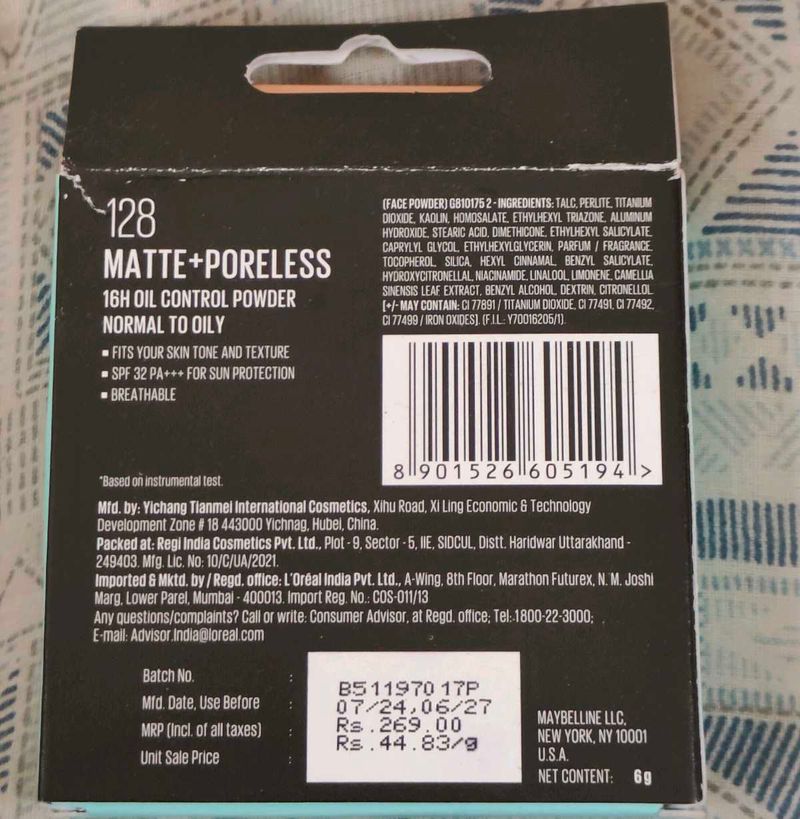 128
MATTE+PORELESS
16H OIL CONTROL POWDER
NORMAL TO OILY
▪ FITS YOUR SKIN TONE AND TEXTURE
▪ SPF 32 PA+++ FOR SUN PROTECTION
▪ BREATHABLE
*Based on instrumental test.
(FACE POWDER) G810175 2 - INGREDIENTS: TALC, PERLITE, TITANIUM
DIOXIDE, KAOLIN, HOMOSALATE, ETHYLHEXYL TRIAZONE, ALUMINUM
HYDROXIDE, STEARIC ACID, DIMETHICONE, ETHYLHEXYL SALICYLATE,
CAPRYLYL GLYCOL, ETHYLHEXYLGLYCERIN, PARFUM / FRAGRANCE,
TOCOPHEROL, SILICA, HEXYL CINNAMAL, BENZYL SALICYLATE,
HYDROXYCITRONELLAL, NIACINAMIDE, LINALOOL, LIMONENE, CAMELLIA
SINENSIS LEAF EXTRACT, BENZYL ALCOHOL, DEXTRIN, CITRONELLOL
[+/- MAY CONTAIN: CI 77891 / TITANIUM DIOXIDE, CI 77491, CI 77492,
CI 77499 / IRON OXIDES]. (F.I.L.: Y70016205/1).
8 901526 605194 >
Mfd. by: Yichang Tianmei International Cosmetics, Xihu Road, Xi Ling Economic & Technology
Development Zone # 18 443000 Yichnag, Hubei, China.
Packed at: Regi India Cosmetics Pvt. Ltd., Plot - 9, Sector - 5, IIE, SIDCUL, Distt. Haridwar Uttarakhand -
249403. Mfg. Lic. No: 10/C/UA/2021.
Imported & Mktd. by / Regd. office: L'Oréal India Pvt. Ltd., A-Wing, 8th Floor, Marathon Futurex, N. M. Joshi
Marg, Lower Parel, Mumbai - 400013. Import Reg. No.: COS-011/13
Any questions/complaints? Call or write: Consumer Advisor, at Regd. office; Tel:.1800-22-3000;
E-mail: Advisor.India@loreal.com
Batch No. : B511970 17P
Mfd. Date, Use Before : 07/24,06/27
MRP (Incl. of all taxes) : Rs.269.00
Unit Sale Price : Rs.44.83/g
MAYBELLINE LLC,
NEW YORK, NY 10001
U.S.A.
NET CONTENT: 6g